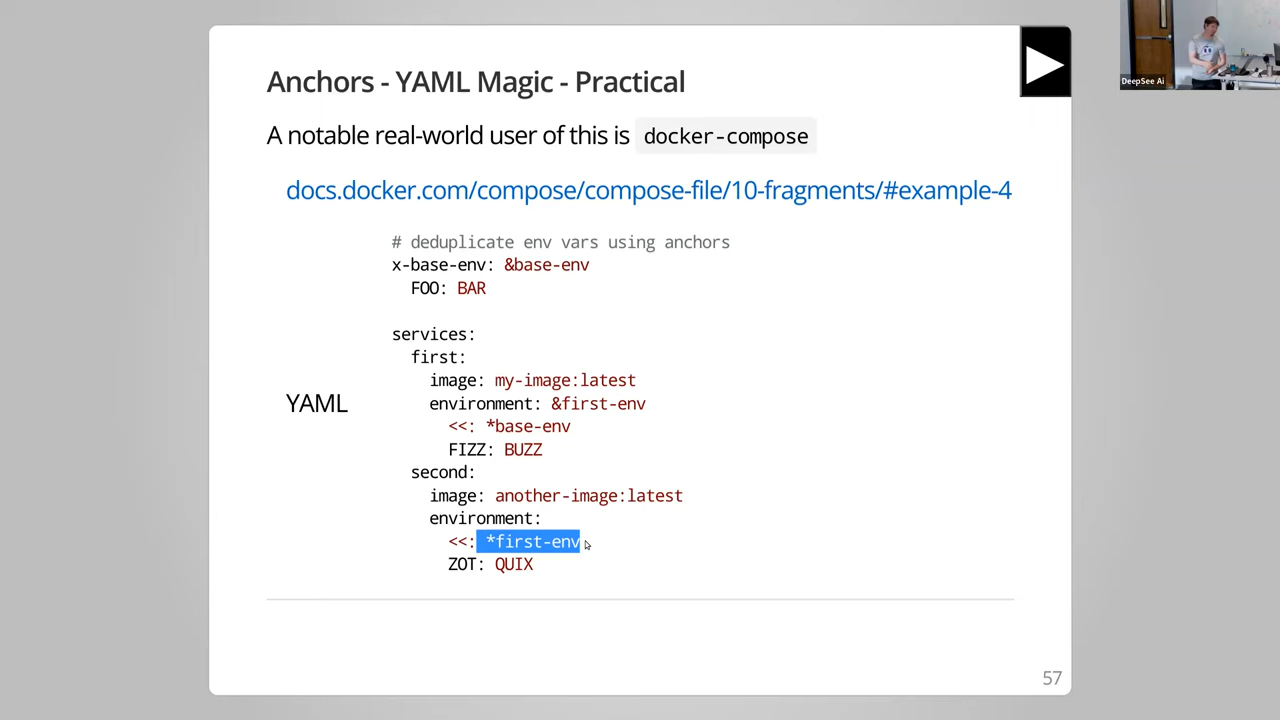 Anchors - YAML Magic - Practical
A notable real-world user of this is docker-compose
docs.docker.com/compose/compose-file/10-fragments/#example-4
YAML
# deduplicate env vars using anchors
x-base-env: &base-env
  FOO: BAR

services:
  first:
    image: my-image:latest
    environment: &first-env
      <<: *base-env
      FIZZ: BUZZ
  second:
    image: another-image:latest
    environment:
      <<: *first-env
      ZOT: QUIX
57
DeepSee Ai